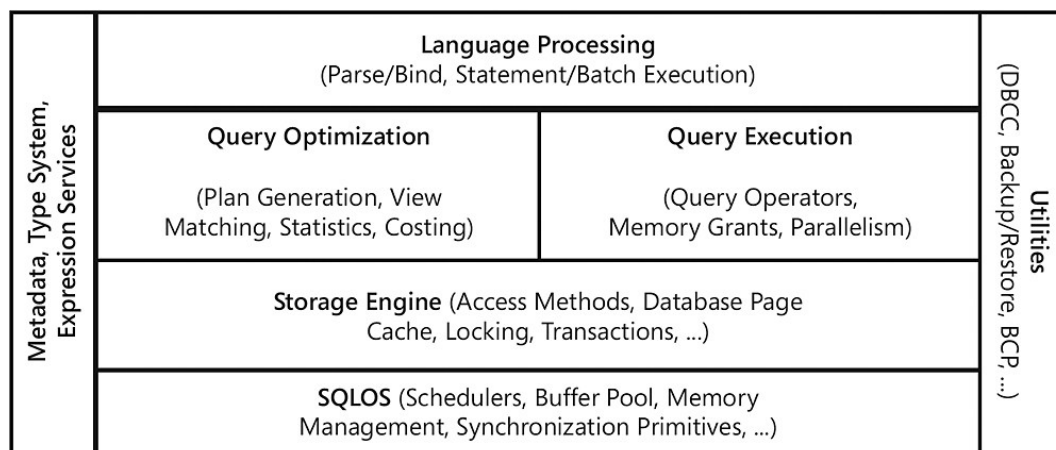 Metadata, Type System,
Expression Services
Language Processing
(Parse/Bind, Statement/Batch Execution)
Query Optimization
(Plan Generation, View
Matching, Statistics, Costing)
Query Execution
(Query Operators,
Memory Grants, Parallelism)
Storage Engine (Access Methods, Database Page
Cache, Locking, Transactions, ...)
SQLOS (Schedulers, Buffer Pool, Memory
Management, Synchronization Primitives, ...)
Utilities
(DBCC, Backup/Restore, BCP, ...)